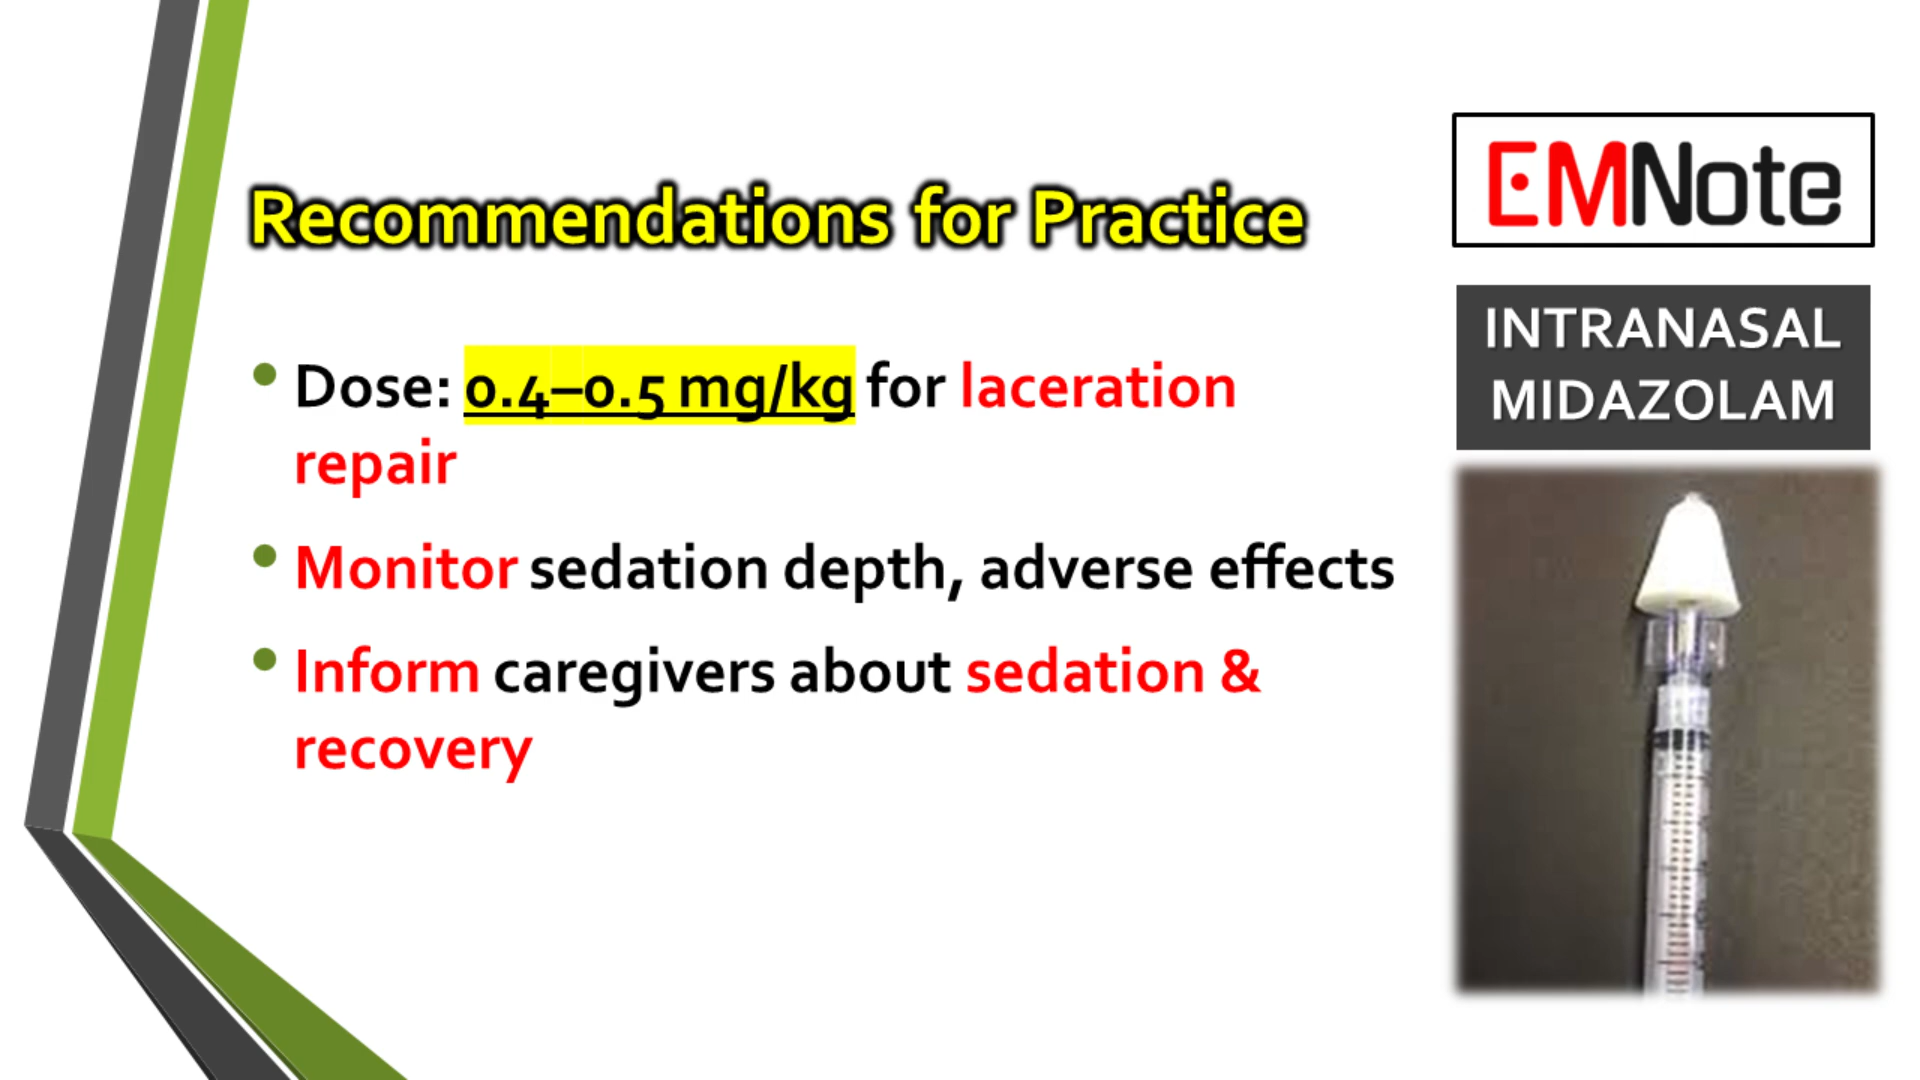 Recommendations for Practice
• Dose: 0.4–0.5 mg/kg for laceration
repair
• Monitor sedation depth, adverse effects
• Inform caregivers about sedation &
recovery
EMNote
INTRANASAL
MIDAZOLAM